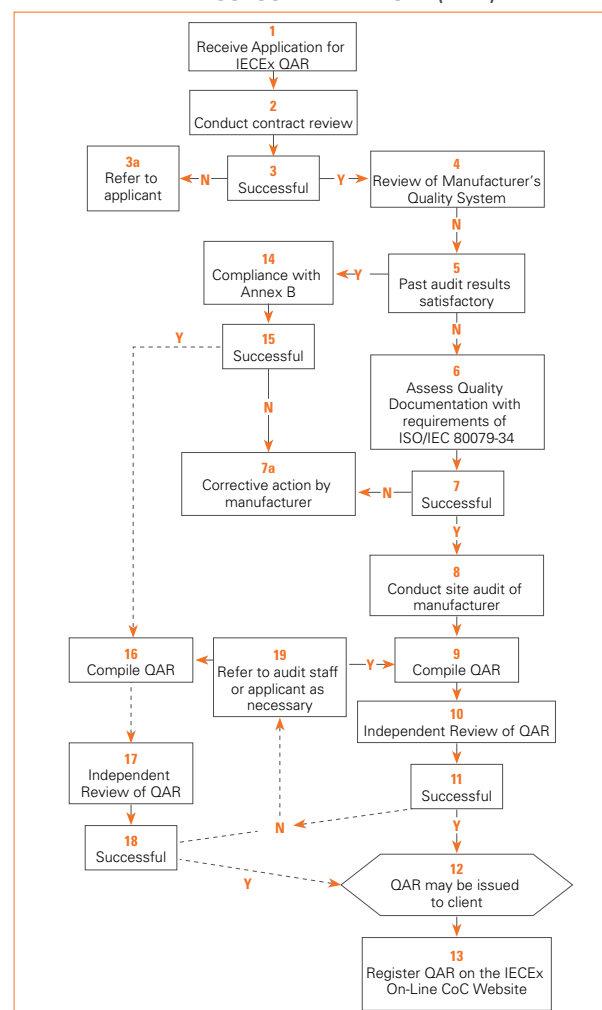 1
Receive Application for
IECEx QAR
2
Conduct contract review
3a
Refer to
applicant
N
3
Successful
Y
4
Review of Manufacturer's
Quality System
N
14
Compliance with
Annex B
Y
5
Past audit results
satisfactory
15
Successful
Y
N
6
Assess Quality
Documentation with
requirements of
ISO/IEC 80079-34
N
7a
Corrective action by
manufacturer
N
7
Successful
Y
8
Conduct site audit of
manufacturer
16
Compile QAR
19
Refer to audit staff
or applicant as
necessary
Y
9
Compile QAR
10
Independent Review of QAR
17
Independent
Review of QAR
11
Successful
N
Y
18
Successful
Y
12
QAR may be issued
to client
13
Register QAR on the IECEx
On-Line CoC Website